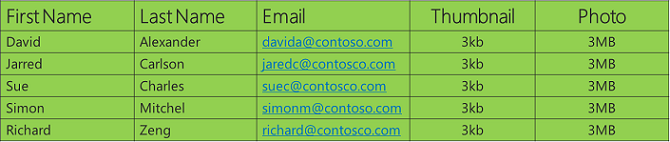 First Name Last Name Email Thumbnail Photo
David Alexander davida@contoso.com 3kb 3MB
Jarred Carlson jaredc@contosco.com 3kb 3MB
Sue Charles suec@contosco.com 3kb 3MB
Simon Mitchel simonm@contoso.com 3kb 3MB
Richard Zeng richard@contosco.com 3kb 3MB